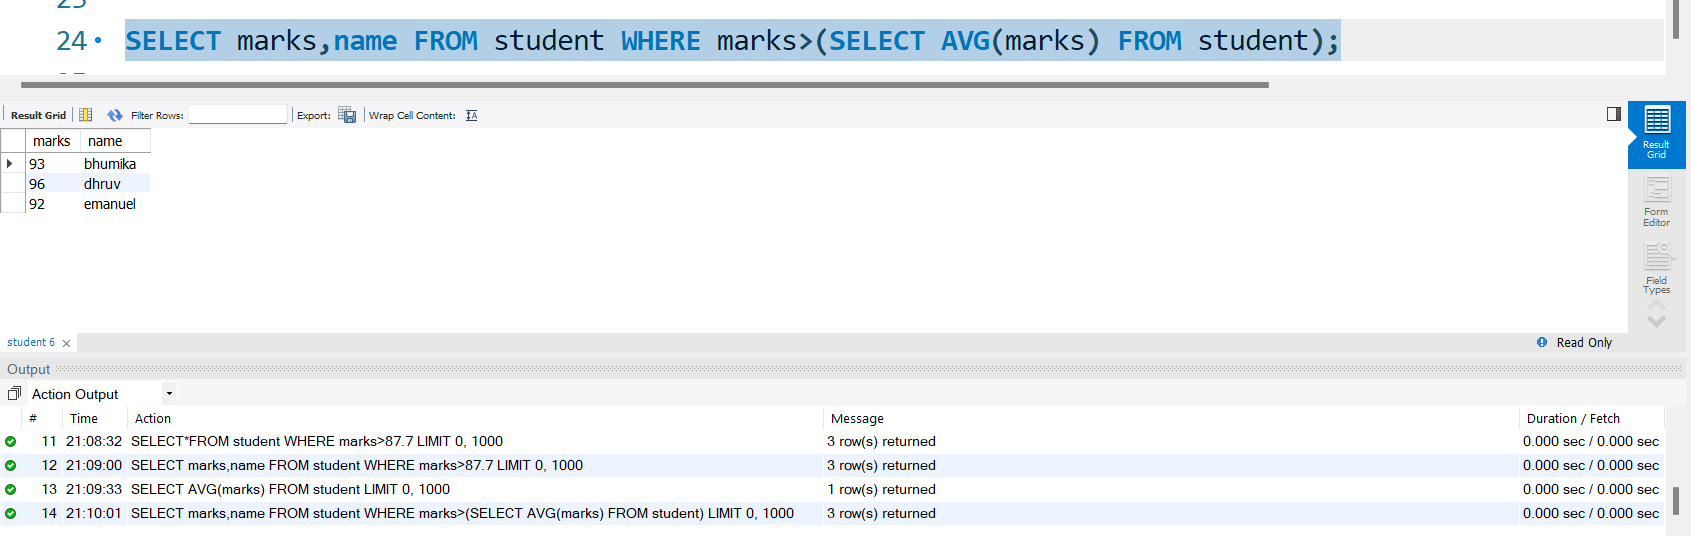 24 SELECT marks,name FROM student WHERE marks>(SELECT AVG(marks) FROM student);
Result Grid Filter Rows: Export: Wrap Cell Content:
marks name
93 bhumika
96 dhruv
92 emanuel
Result
Grid
Form
Editor
Field
Types
student 6 Read Only
Output
Action Output
# Time Action Message Duration / Fetch
11 21:08:32 SELECT*FROM student WHERE marks>87.7 LIMIT 0, 1000 3 row(s) returned 0.000 sec / 0.000 sec
12 21:09:00 SELECT marks,name FROM student WHERE marks>87.7 LIMIT 0, 1000 3 row(s) returned 0.000 sec / 0.000 sec
13 21:09:33 SELECT AVG(marks) FROM student LIMIT 0, 1000 1 row(s) returned 0.000 sec / 0.000 sec
14 21:10:01 SELECT marks,name FROM student WHERE marks>(SELECT AVG(marks) FROM student) LIMIT 0, 1000 3 row(s) returned 0.000 sec / 0.000 sec